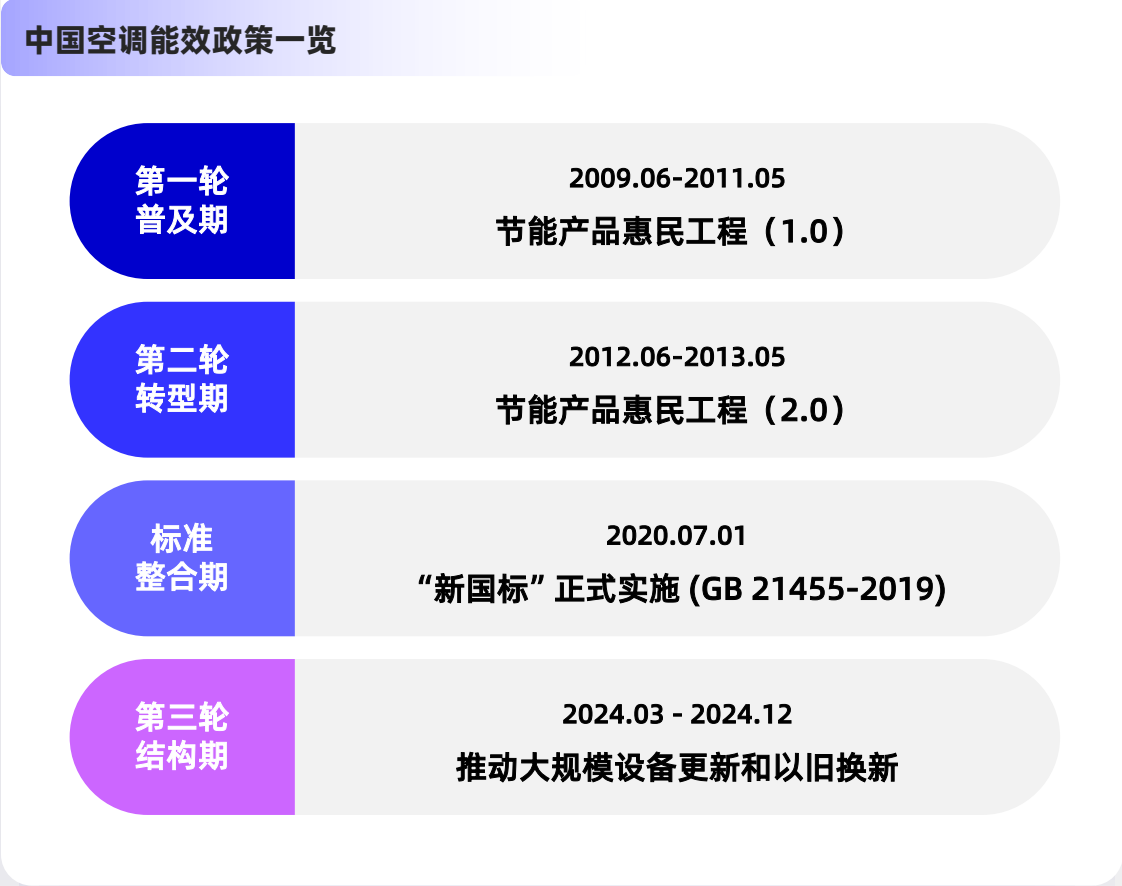 中国空调能效政策一览
第一轮
普及期
2009.06-2011.05
节能产品惠民工程（1.0）
第二轮
转型期
2012.06-2013.05
节能产品惠民工程（2.0）
标准
整合期
2020.07.01
“新国标” 正式实施 (GB 21455-2019)
第三轮
结构期
2024.03 - 2024.12
推动大规模设备更新和以旧换新